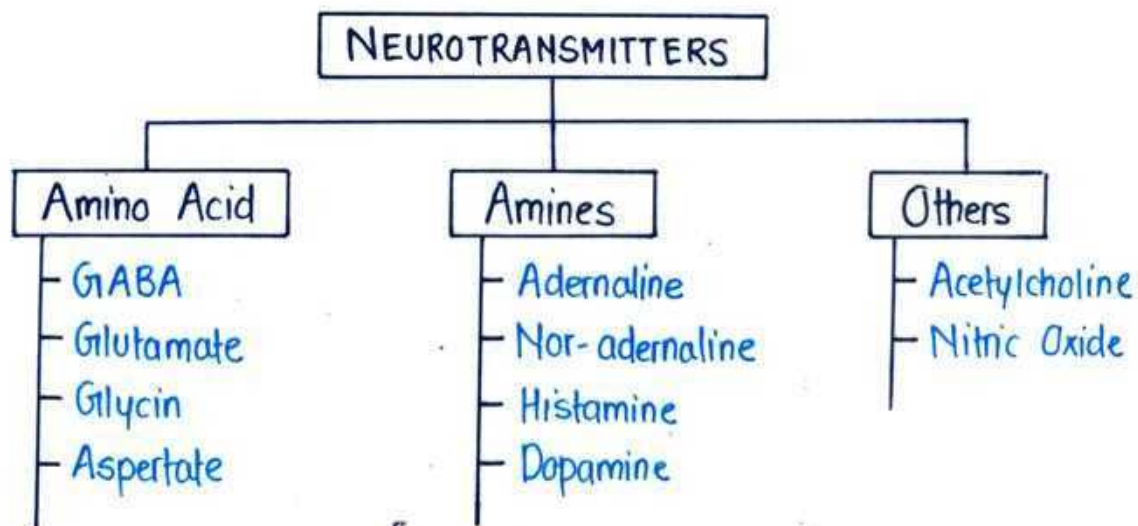 NEUROTRANSMITTERS
Amino Acid
GABA
Glutamate
Glycin
Aspertate
Amines
Adernaline
Nor-adernaline
Histamine
Dopamine
Others
Acetylcholine
Nitric Oxide